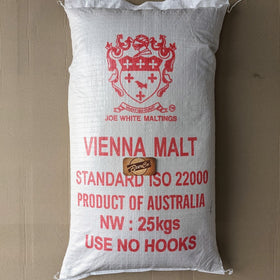 JOE WHITE MALTINGS
VIENNA MALT
STANDARD ISO 22000
PRODUCT OF AUSTRALIA
NW : 25kgs
USE NO HOOKS